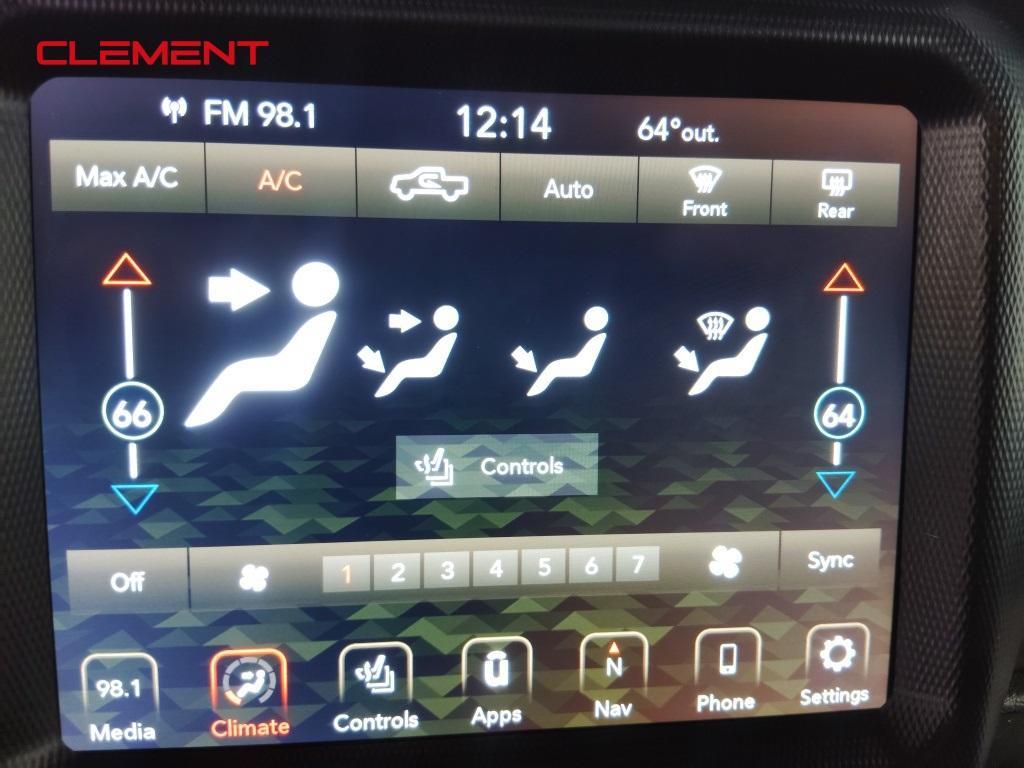 CLEMENT
FM 98.1 12:14 64°out.
Max A/C A/C Auto Front Rear
66 64
Controls
Off 1 2 3 4 5 6 7 Sync
98.1 N
Media Climate Controls Apps Nav Phone Settings